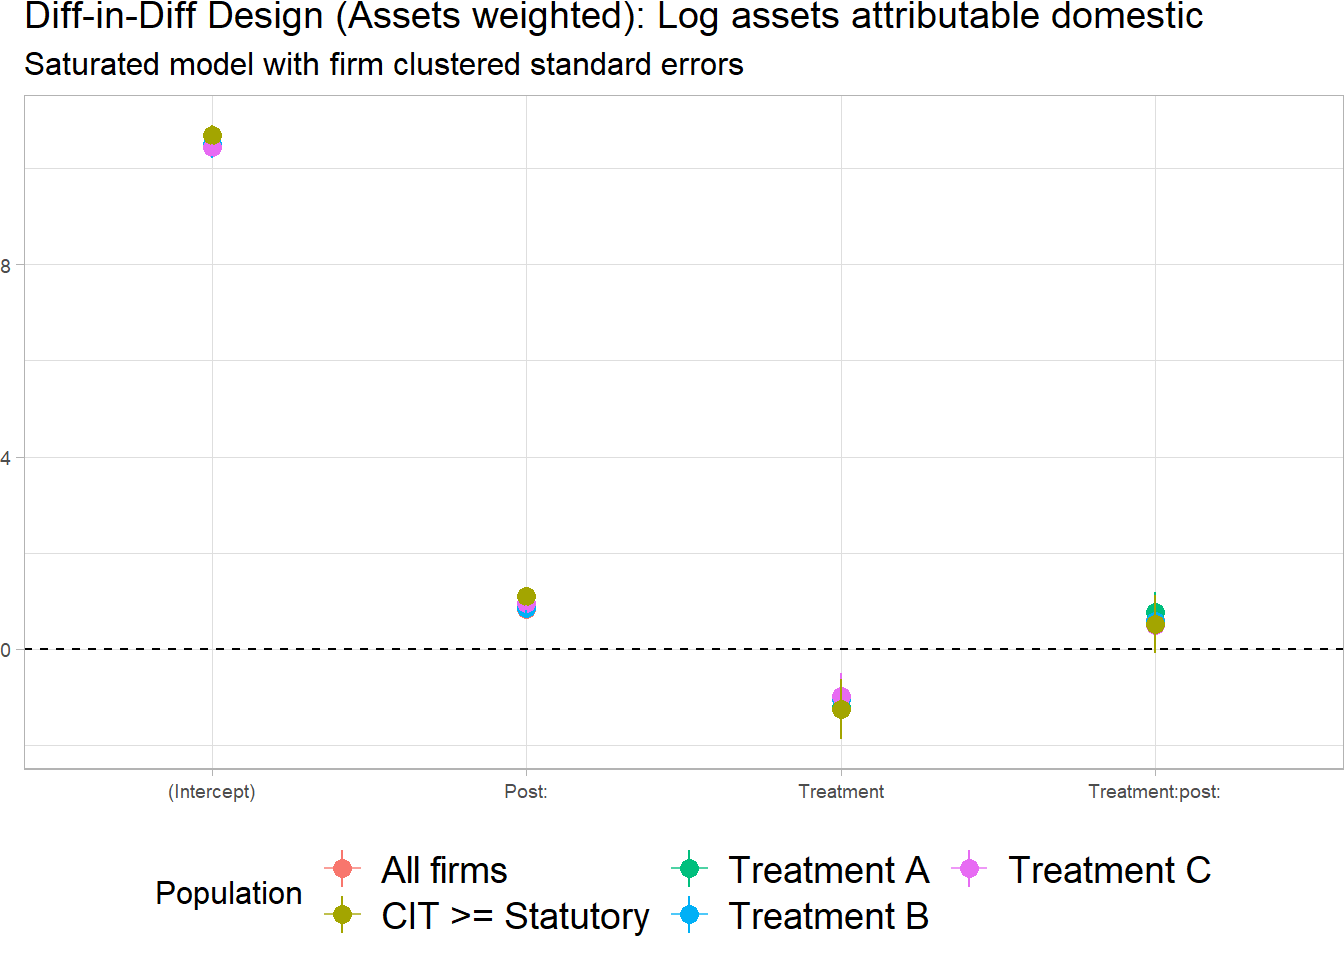 Diff-in-Diff Design (Assets weighted): Log assets attributable domestic
Saturated model with firm clustered standard errors
8
4
0
(Intercept) Post: Treatment Treatment:post:
Population
All firms Treatment A Treatment C
CIT >= Statutory Treatment B